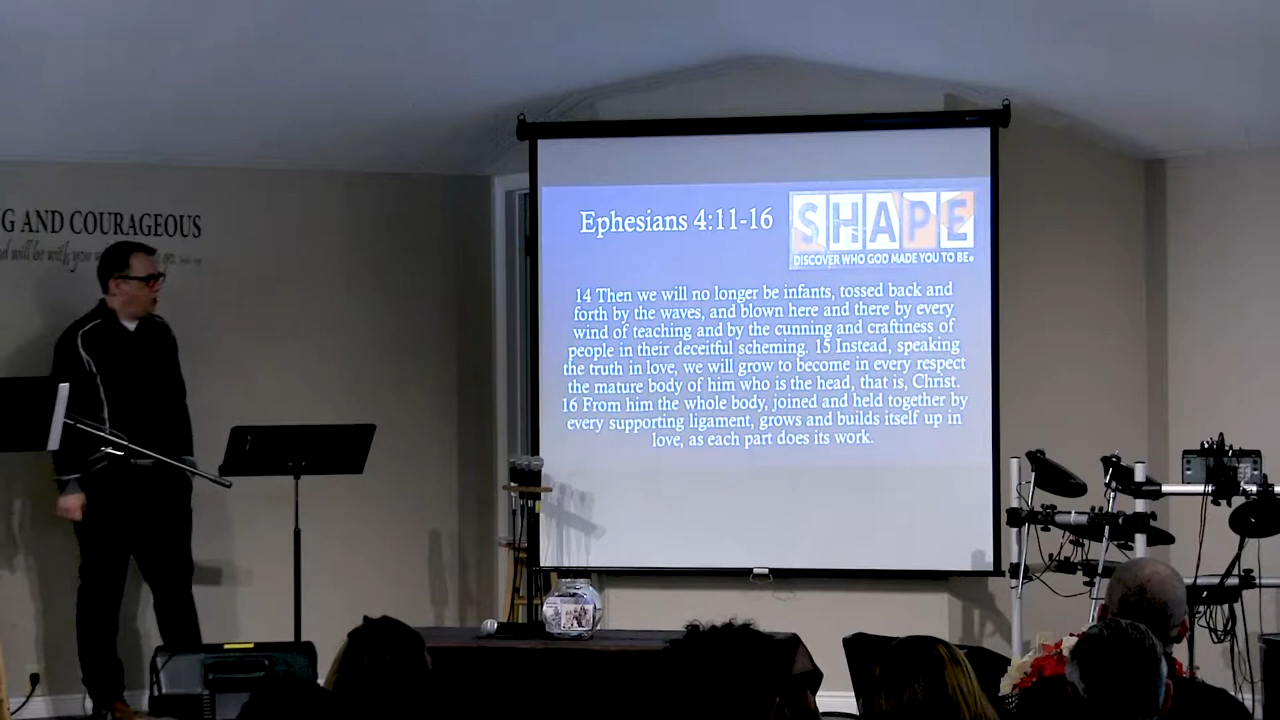 G AND COURAGEOUS
d will be with you
Ephesians 4:11-16
SHAPE
DISCOVER WHO GOD MADE YOU TO BE.
14 Then we will no longer be infants, tossed back and
forth by the waves, and blown here and there by every
wind of teaching and by the cunning and craftiness of
people in their deceitful scheming. 15 Instead, speaking
the truth in love, we will grow to become in every respect
the mature body of him who is the head, that is, Christ.
16 From him the whole body, joined and held together by
every supporting ligament, grows and builds itself up in
love, as each part does its work.